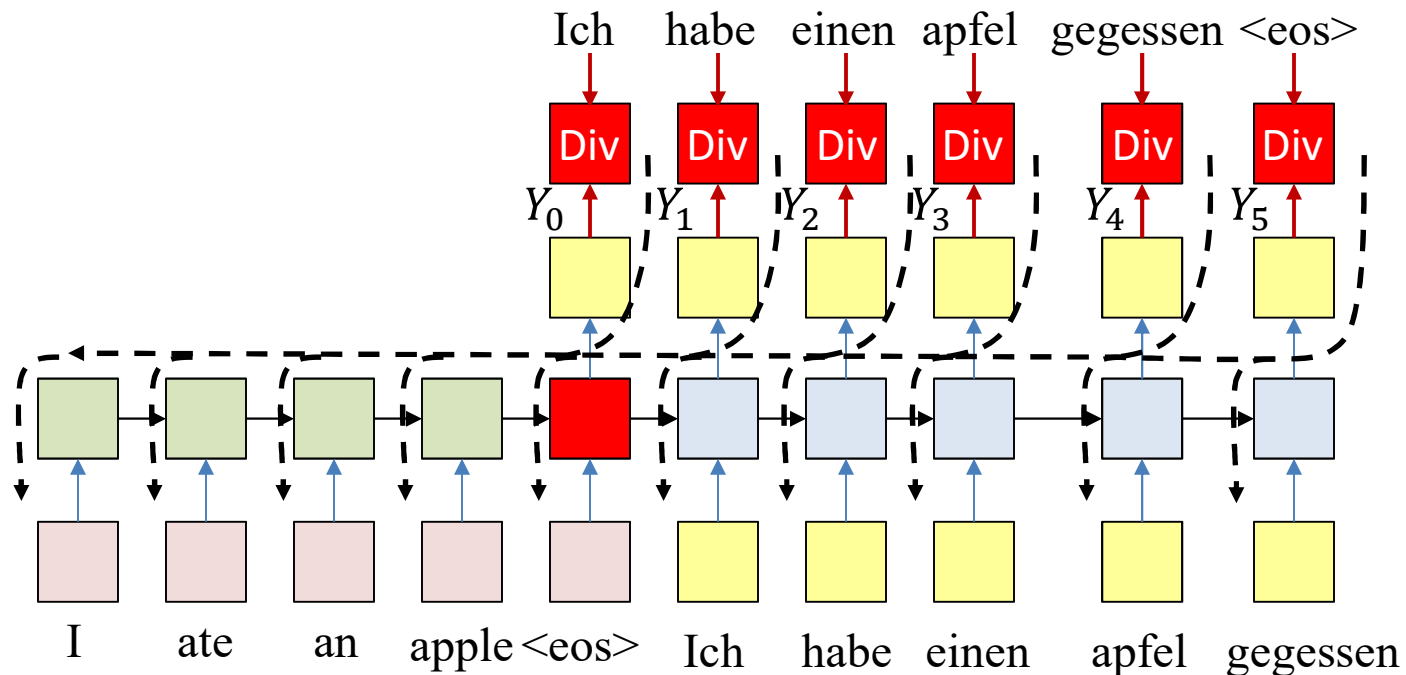 Ich habe einen apfel gegessen <eos>
Div Div Div Div Div Div
Y₀ Y₁ Y₂ Y₃ Y₄ Y₅
I ate an apple <eos> Ich habe einen apfel gegessen